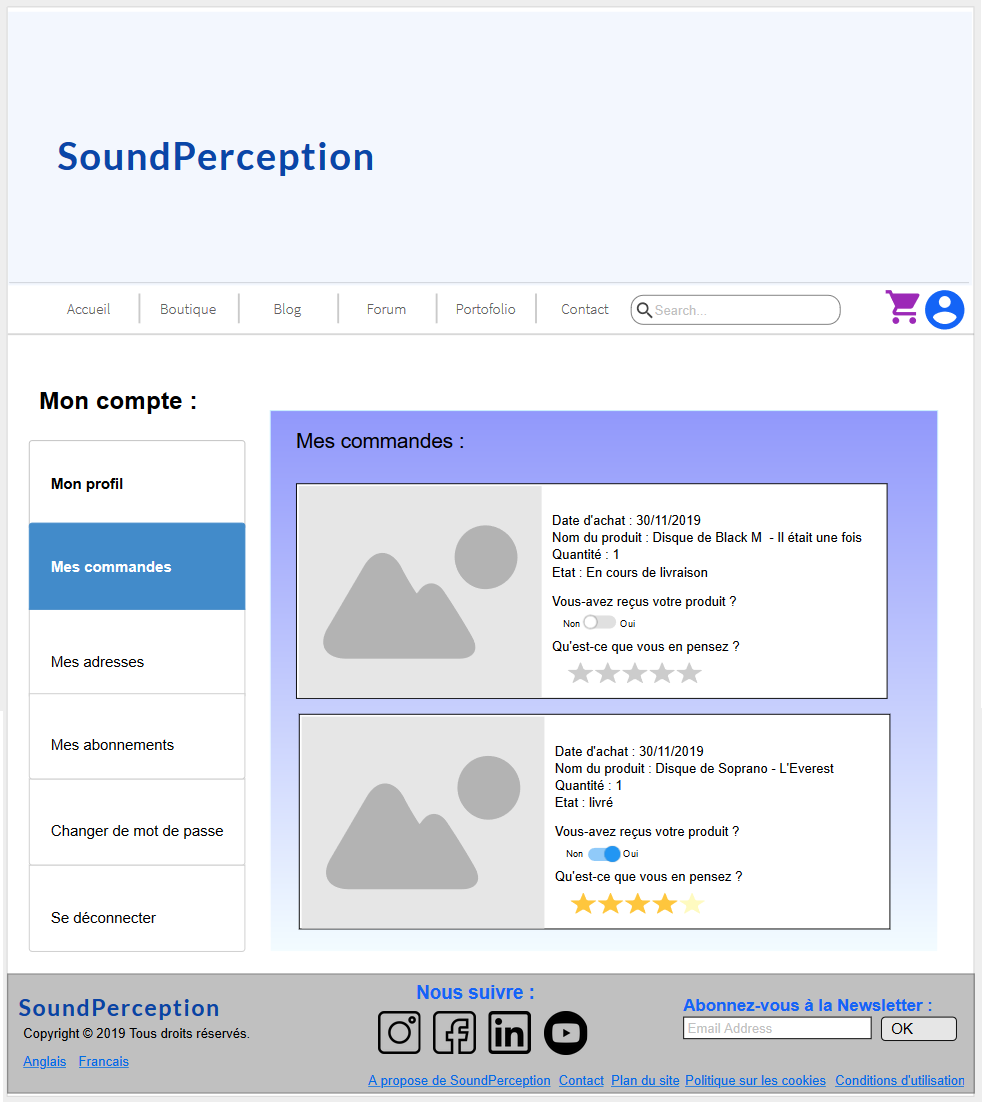 SoundPerception
Accueil
Boutique
Blog
Forum
Portofolio
Contact
Search...
Mon compte :
Mon profil
Mes commandes
Mes adresses
Mes abonnements
Changer de mot de passe
Se déconnecter
Mes commandes :
Date d'achat : 30/11/2019
Nom du produit : Disque de Black M - Il était une fois
Quantité : 1
Etat : En cours de livraison
Vous-avez reçus votre produit ?
Non Oui
Qu'est-ce que vous en pensez ?
Date d'achat : 30/11/2019
Nom du produit : Disque de Soprano - L'Everest
Quantité : 1
Etat : livré
Vous-avez reçus votre produit ?
Non Oui
Qu'est-ce que vous en pensez ?
SoundPerception
Copyright © 2019 Tous droits réservés.
Anglais Francais
Nous suivre :
Abonnez-vous à la Newsletter :
Email Address
OK
A propose de SoundPerception Contact Plan du site Politique sur les cookies Conditions d'utilisation